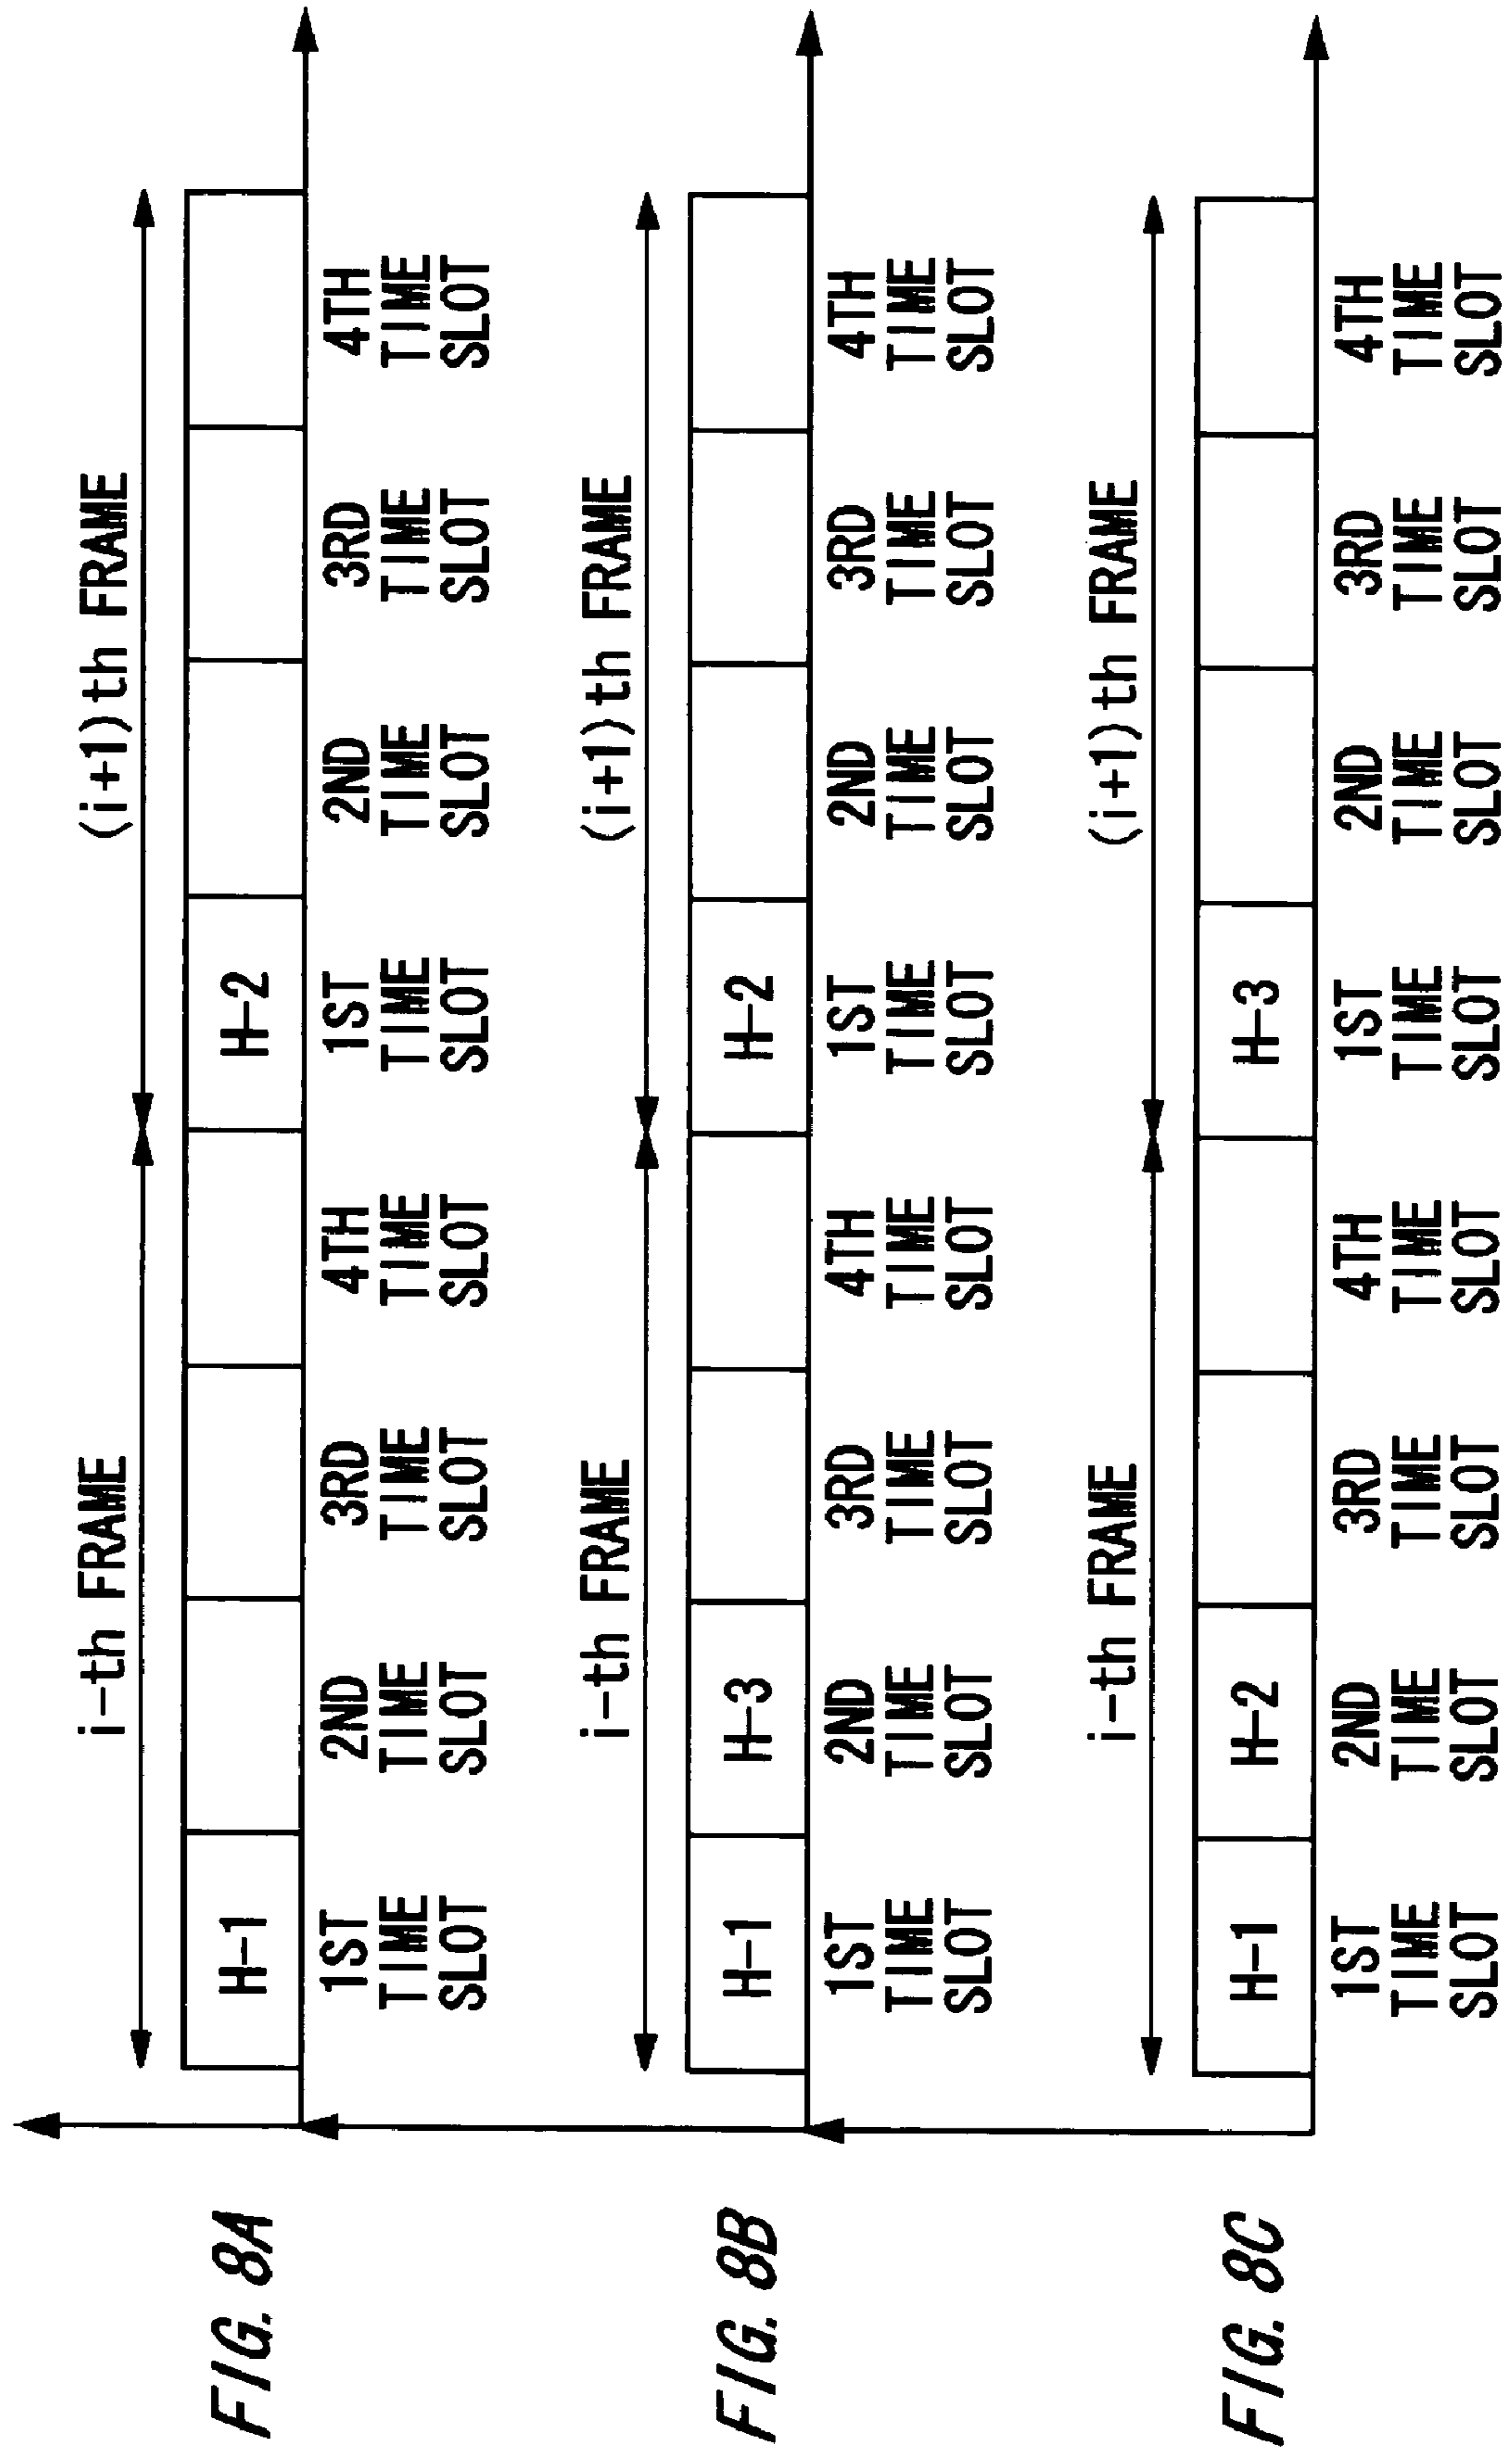 FIG. 8A
i-th FRAME (i+1)th FRAME
H-1 H-2
1ST 2ND 3RD 4TH 1ST 2ND 3RD 4TH
TIME TIME TIME TIME TIME TIME TIME TIME
SLOT SLOT SLOT SLOT SLOT SLOT SLOT SLOT
FIG. 8B
i-th FRAME (i+1)th FRAME
H-1 H-3 H-2
1ST 2ND 3RD 4TH 1ST 2ND 3RD 4TH
TIME TIME TIME TIME TIME TIME TIME TIME
SLOT SLOT SLOT SLOT SLOT SLOT SLOT SLOT
FIG. 8C
i-th FRAME (i+1)th FRAME
H-1 H-2 H-3
1ST 2ND 3RD 4TH 1ST 2ND 3RD 4TH
TIME TIME TIME TIME TIME TIME TIME TIME
SLOT SLOT SLOT SLOT SLOT SLOT SLOT SLOT